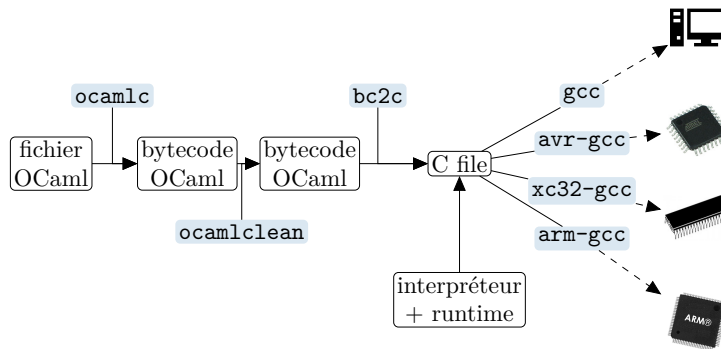 ocamlc
bc2c
gcc
avr-gcc
xc32-gcc
arm-gcc
fichier
OCaml
bytecode
OCaml
bytecode
OCaml
C file
ocamlclean
interpréteur
+ runtime
ARM®